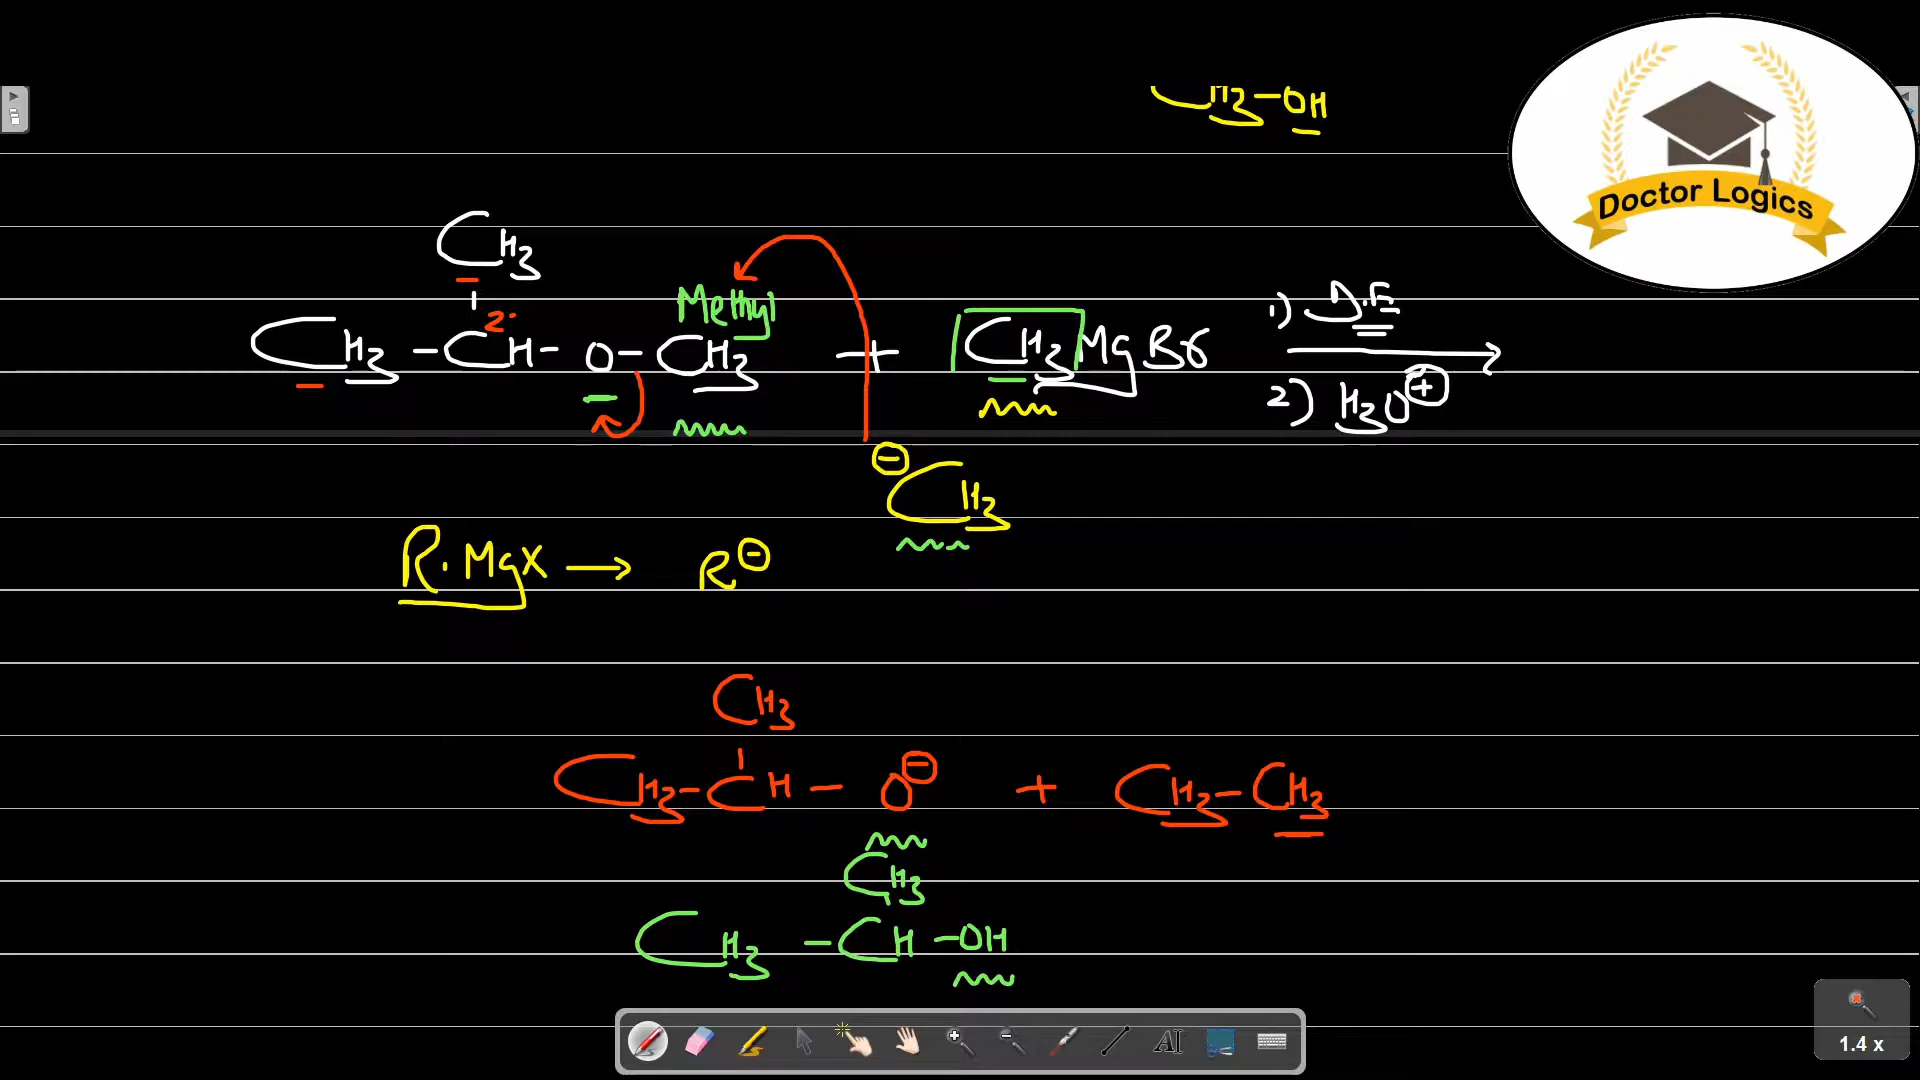 CH3-OH
Doctor Logics
CH3
2°
Methyl
CH3 - CH - O - CH3 + CH3MgBr
1) D.E
2) H3O⊕
⊖CH3
R.MgX → R⊖
CH3
CH3 - CH - O⊖ + CH3 - CH3
CH3
CH3 - CH - OH
AI
1.4 x